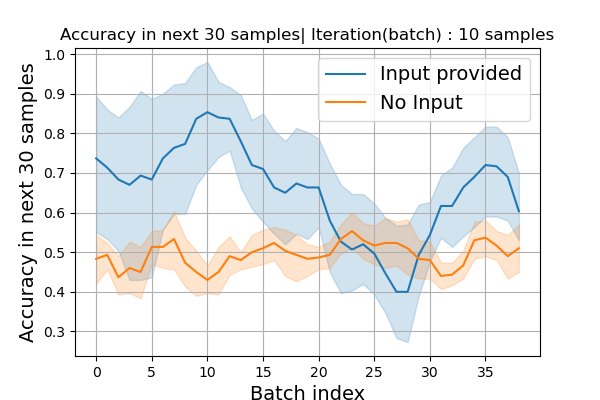 Accuracy in next 30 samples| Iteration(batch) : 10 samples
Input provided
No Input
Accuracy in next 30 samples
1.0
0.9
0.8
0.7
0.6
0.5
0.4
0.3
0 5 10 15 20 25 30 35
Batch index